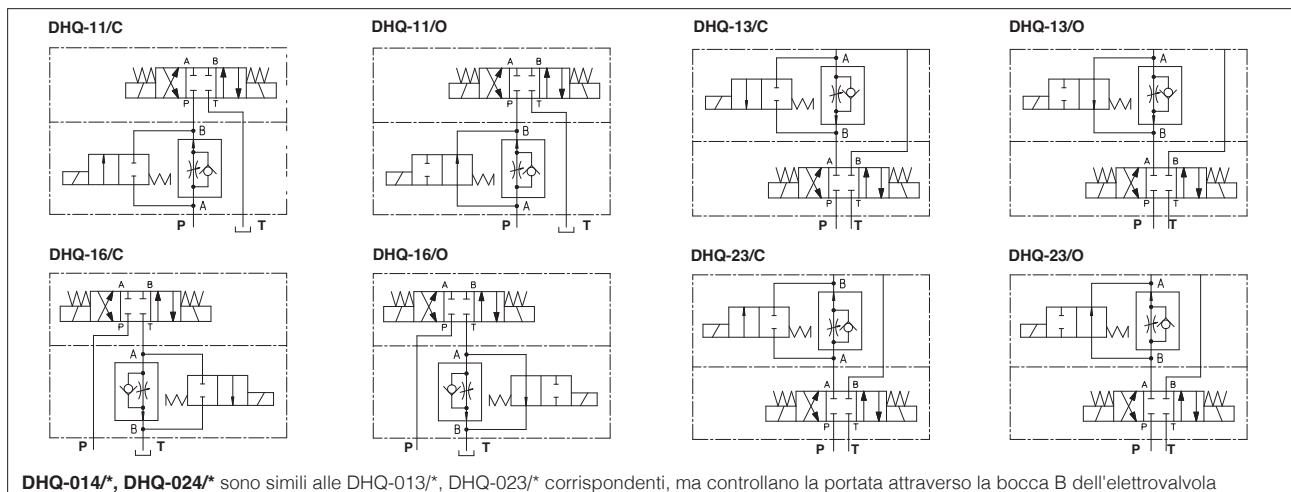 DHQ-11/C
A B
P T
B
A
P T
DHQ-11/O
A B
P T
B
A
P T
DHQ-13/C
A
B
A B
P T
P T
DHQ-13/O
A
B
A B
P T
P T
DHQ-16/C
A B
P T
A
B
P T
DHQ-16/O
A B
P T
A
B
P T
DHQ-23/C
B
A
A B
P T
P T
DHQ-23/O
A
B
A B
P T
P T
DHQ-014/*, DHQ-024/* sono simili alle DHQ-013/*, DHQ-023/* corrispondenti, ma controllano la portata attraverso la bocca B dell'elettrovalvola